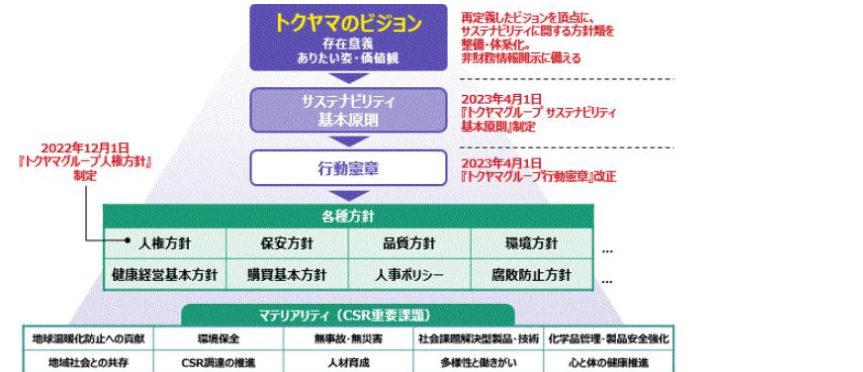 トクヤマのビジョン
存在意義
ありたい姿・価値観
再定義したビジョンを頂点に、
サステナビリティに関する方針類を
整備・体系化。
非財務情報開示に備える
サステナビリティ
基本原則
2023年4月1日
『トクヤマグループ サステナビリティ
基本原則』制定
2022年12月1日
『トクヤマグループ人権方針』
制定
行動憲章
2023年4月1日
『トクヤマグループ行動憲章』改正
各種方針
人権方針 保安方針 品質方針 環境方針 ...
健康経営基本方針 購買基本方針 人事ポリシー 腐敗防止方針 ...
マテリアリティ（CSR重要課題）
地球温暖化防止への貢献 環境保全 無事故・無災害 社会課題解決型製品・技術 化学品管理・製品安全強化
地域社会との共存 CSR調達の推進 人材育成 多様性と働きがい 心と体の健康推進